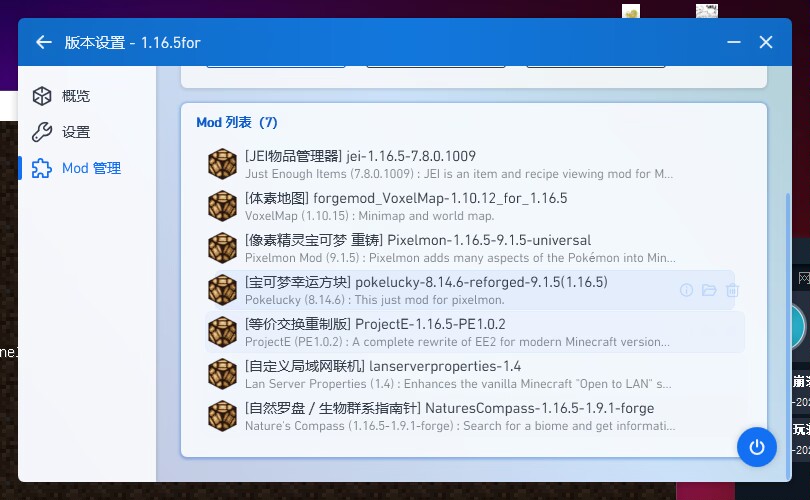 版本设置 - 1.16.5for
概览
设置
Mod 管理
Mod 列表 (7)
[JEI物品管理器] jei-1.16.5-7.8.0.1009
Just Enough Items (7.8.0.1009) : JEI is an item and recipe viewing mod for M...
[体素地图] forgemod_VoxelMap-1.10.12_for_1.16.5
VoxelMap (1.10.15) : Minimap and world map.
[像素精灵宝可梦 重铸] Pixelmon-1.16.5-9.1.5-universal
Pixelmon Mod (9.1.5) : Pixelmon adds many aspects of the Pokémon into Min...
[宝可梦幸运方块] pokelucky-8.14.6-reforged-9.1.5(1.16.5)
Pokelucky (8.14.6) : This just mod for pixelmon.
[等价交换重制版] ProjectE-1.16.5-PE1.0.2
ProjectE (PE1.0.2) : A complete rewrite of EE2 for modern Minecraft version...
[自定义局域网联机] lanserverproperties-1.4
Lan Server Properties (1.4) : Enhances the vanilla Minecraft "Open to LAN" s...
[自然罗盘 / 生物群系指南针] NaturesCompass-1.16.5-1.9.1-forge
Nature's Compass (1.16.5-1.9.1-forge) : Search for a biome and get informati...
网
-202
玩
-202